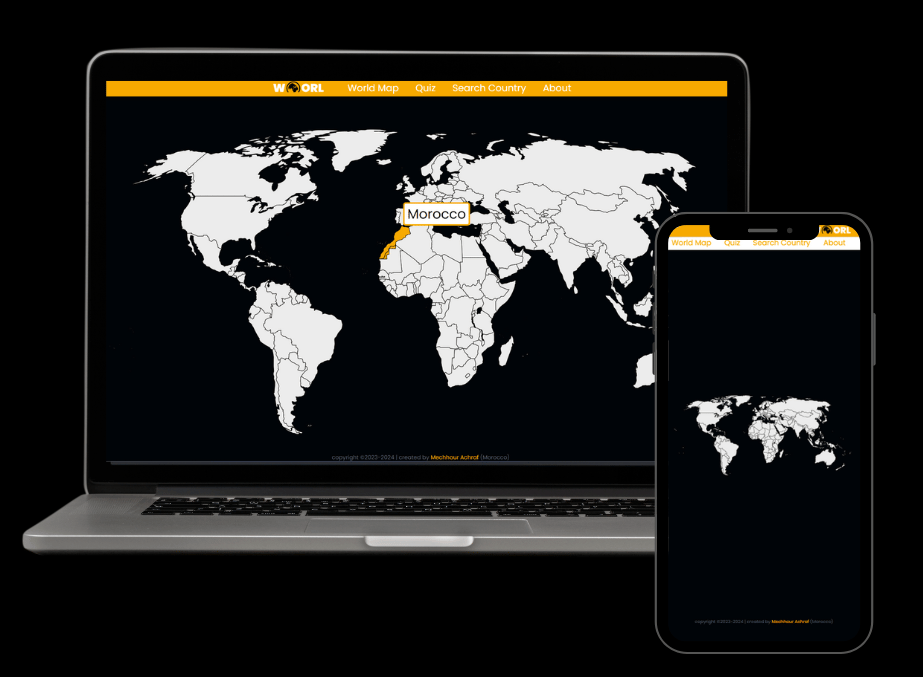 W ORL World Map Quiz Search Country About
Morocco
copyright ©2023-2024 | created by Mechhour Achraf (Morocco)
ORL
World Map Quiz Search Country About
copyright ©2023-2024 | created by Mechhour Achraf (Morocco)